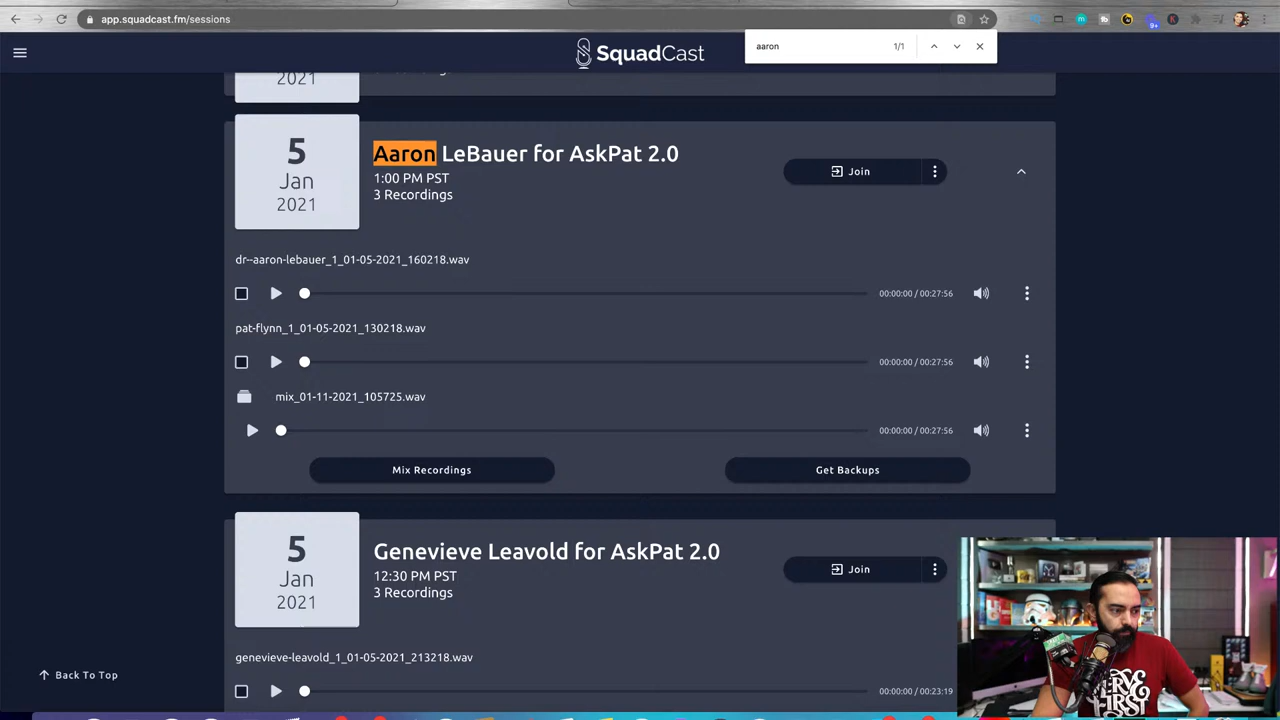 app.squadcast.fm/sessions
9+
SquadCast
aaron
1/1
2021
5
Jan
2021
Aaron LeBauer for AskPat 2.0
1:00 PM PST
3 Recordings
Join
dr--aaron-lebauer_1_01-05-2021_160218.wav
00:00:00 / 00:27:56
pat-flynn_1_01-05-2021_130218.wav
00:00:00 / 00:27:56
mix_01-11-2021_105725.wav
00:00:00 / 00:27:56
Mix Recordings
Get Backups
5
Jan
2021
Genevieve Leavold for AskPat 2.0
12:30 PM PST
3 Recordings
Join
genevieve-leavold_1_01-05-2021_213218.wav
00:00:00 / 00:23:19
Back To Top
SERVE
FIRST